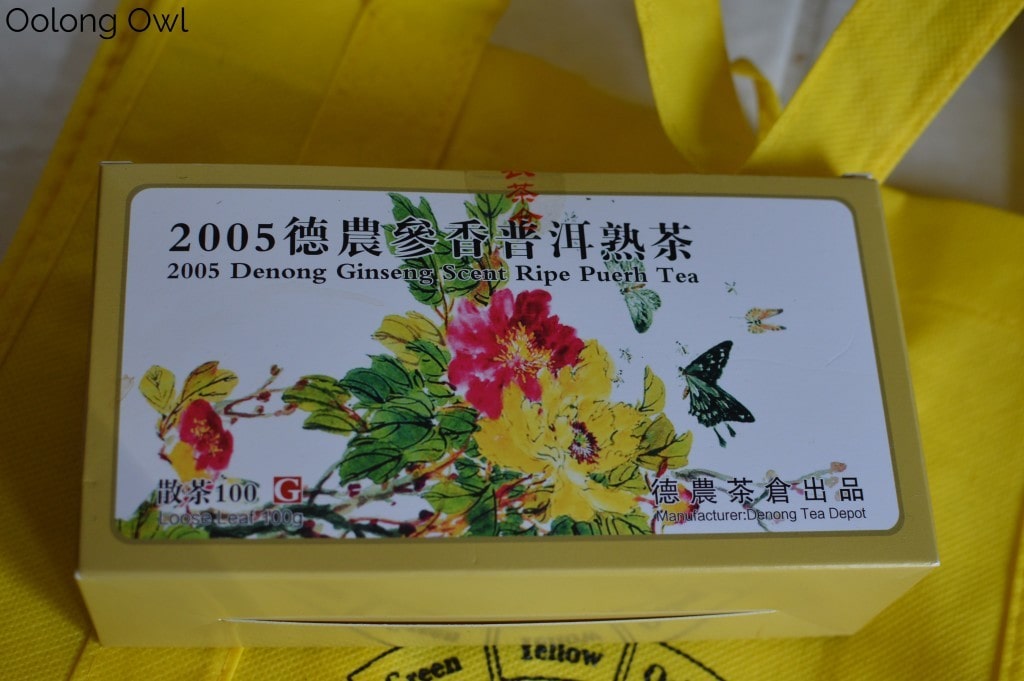 Oolong Owl
茶倉
2005德農參香普洱熟茶
2005 Denong Ginseng Scent Ripe Puerh Tea
散茶100 G
Loose Leaf 100g
德農茶倉出品
Manufacturer:Denong Tea Depot
Green
Yellow